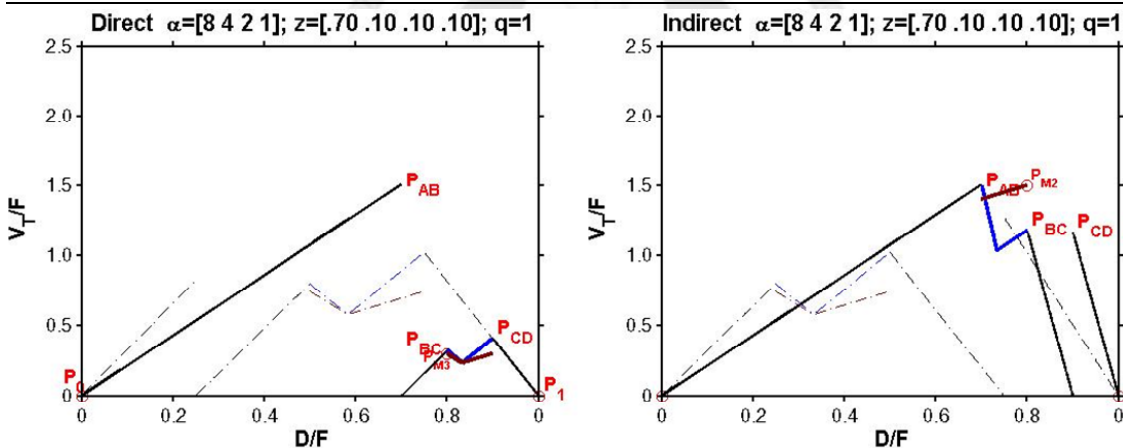 Direct α=[8 4 2 1]; z=[.70 .10 .10 .10]; q=1
2.5
2.0
1.5
1.0
0.5
0
V_T/F
P_AB
P_BC
P_M3
P_CD
P_1
0
0.2
0.4
0.6
0.8
0
D/F
Indirect α=[8 4 2 1]; z=[.70 .10 .10 .10]; q=1
2.5
2.0
1.5
1.0
0.5
0
V_T/F
P_AB
P_M2
P_BC
P_CD
0
0.2
0.4
0.6
0.8
0
D/F